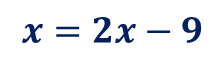 x = 2x − 9